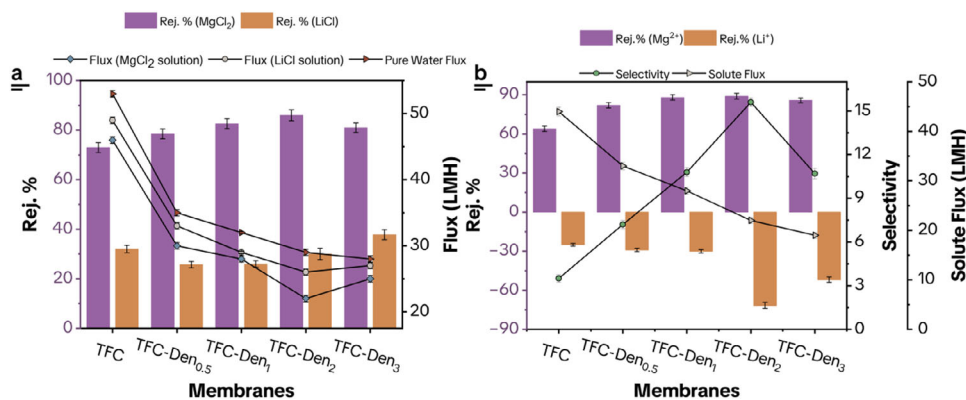 Rej. % (MgCl₂) Rej. % (LiCl)
Flux (MgCl₂ solution) Flux (LiCl solution) Pure Water Flux
a
100
80
60
40
20
0
Rej. %
50
40
30
20
Flux (LMH)
TFC TFC-Den₀.₅ TFC-Den₁ TFC-Den₂ TFC-Den₃
Membranes
Rej.% (Mg²⁺) Rej.% (Li⁺)
Selectivity Solute Flux
b
90
60
30
0
−30
−60
−90
Rej. %
15
12
9
6
3
0
Selectivity
50
40
30
20
10
0
Solute Flux (LMH)
TFC TFC-Den₀.₅ TFC-Den₁ TFC-Den₂ TFC-Den₃
Membranes